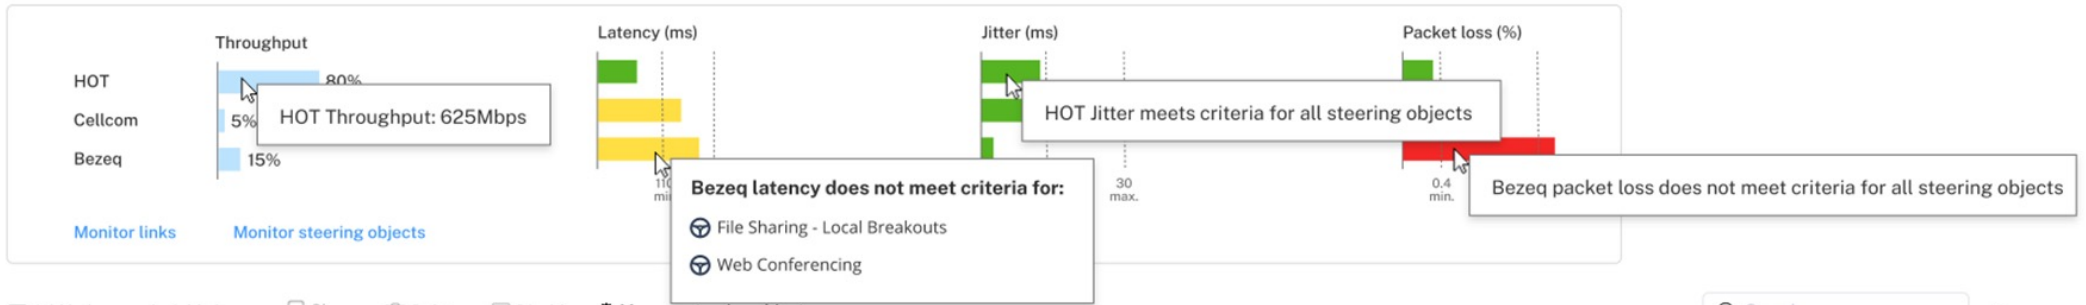 Throughput
Latency (ms)
Jitter (ms)
Packet loss (%)
HOT
80%
HOT Throughput: 625Mbps
HOT Jitter meets criteria for all steering objects
Cellcom
5%
Bezeq
15%
110
30
max.
0.4
min.
Bezeq latency does not meet criteria for:
File Sharing - Local Breakouts
Web Conferencing
Bezeq packet loss does not meet criteria for all steering objects
Monitor links
Monitor steering objects